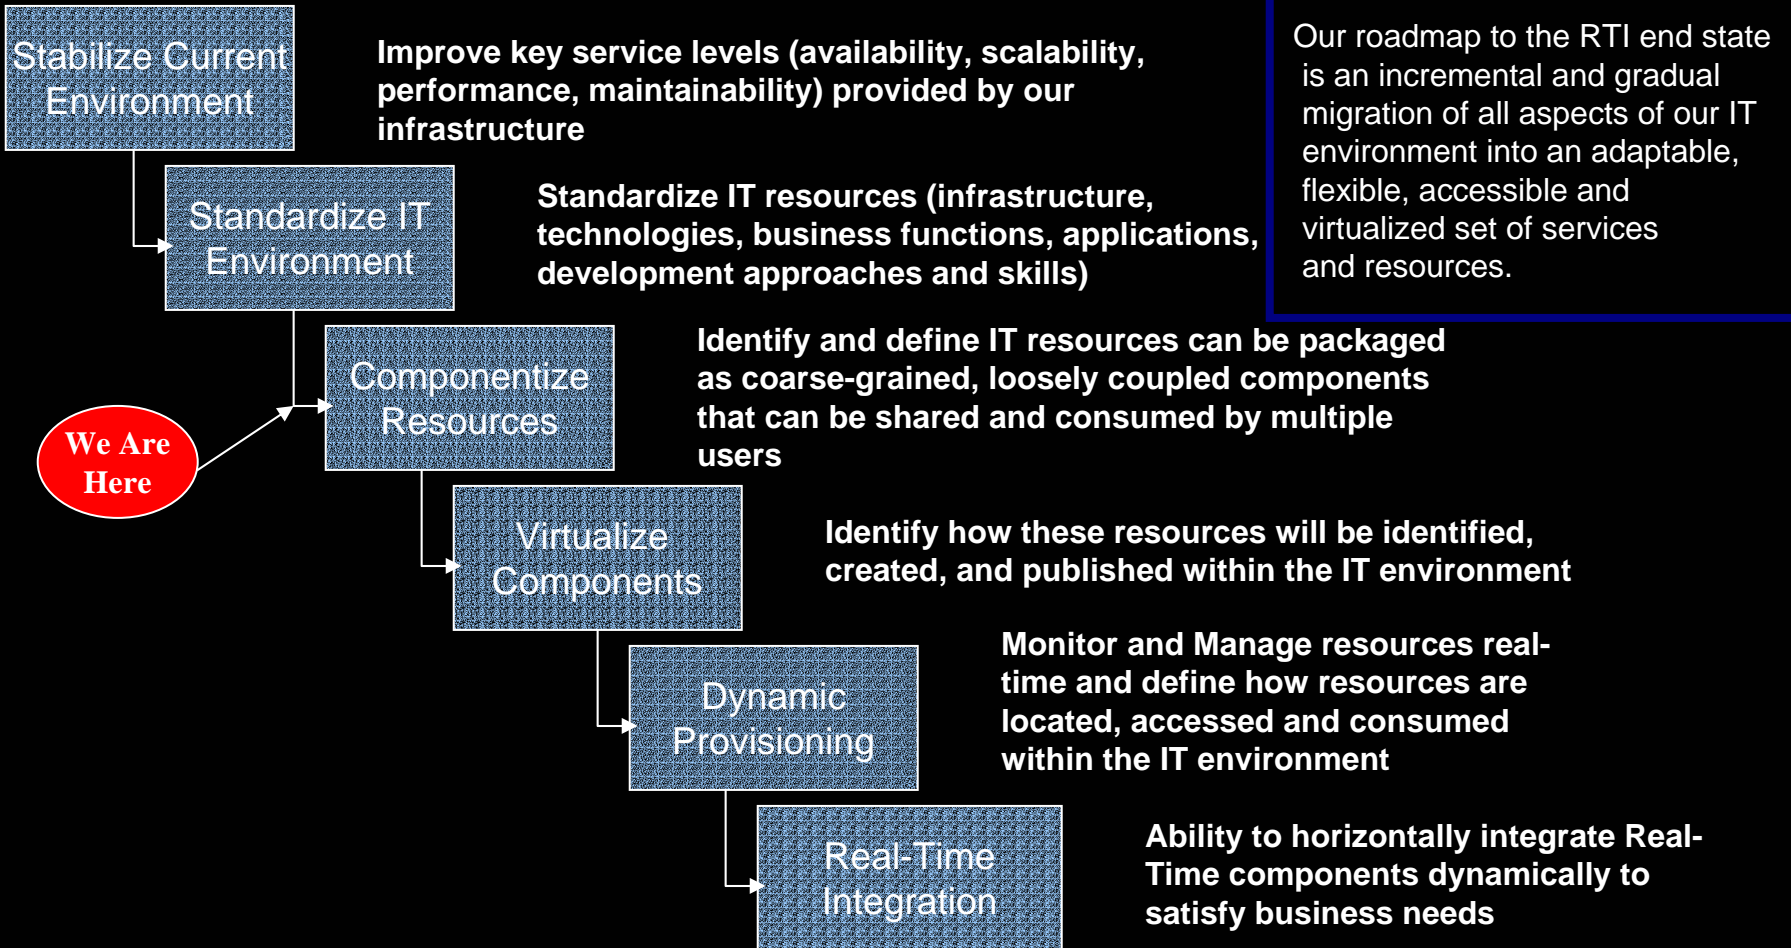 Stabilize Current
Environment
Improve key service levels (availability, scalability,
performance, maintainability) provided by our
infrastructure
Our roadmap to the RTI end state
is an incremental and gradual
migration of all aspects of our IT
environment into an adaptable,
flexible, accessible and
virtualized set of services
and resources.
Standardize IT
Environment
Standardize IT resources (infrastructure,
technologies, business functions, applications,
development approaches and skills)
Componentize
Resources
Identify and define IT resources can be packaged
as coarse-grained, loosely coupled components
that can be shared and consumed by multiple
users
We Are
Here
Virtualize
Components
Identify how these resources will be identified,
created, and published within the IT environment
Dynamic
Provisioning
Monitor and Manage resources real-
time and define how resources are
located, accessed and consumed
within the IT environment
Real-Time
Integration
Ability to horizontally integrate Real-
Time components dynamically to
satisfy business needs